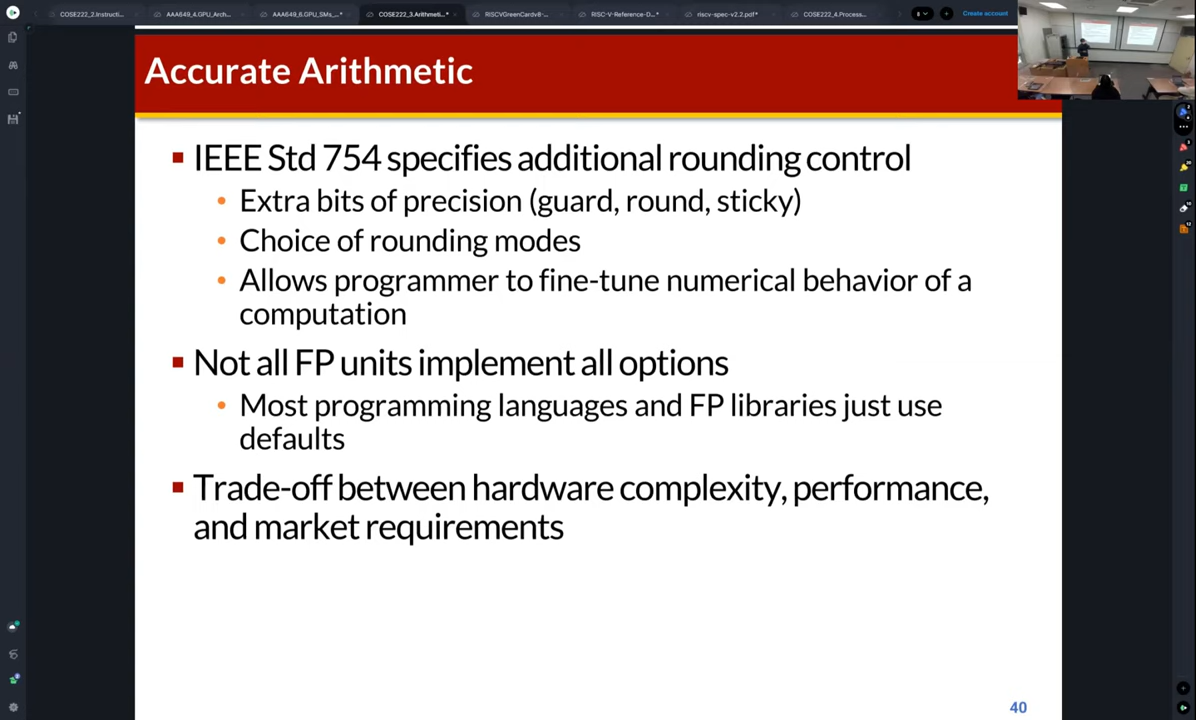 COSE222_2.Instructi...
AAA649_4.GPU_Arch...
AAA649_6.GPU_SMs_...*
COSE222_3.Arithmeti...*
RISCVGreenCardv8-...
RISC-V-Reference-D...*
riscv-spec-v2.2.pdf*
COSE222_4.Process...
8
Create account
Accurate Arithmetic
IEEE Std 754 specifies additional rounding control
• Extra bits of precision (guard, round, sticky)
• Choice of rounding modes
• Allows programmer to fine-tune numerical behavior of a
computation
Not all FP units implement all options
• Most programming languages and FP libraries just use
defaults
Trade-off between hardware complexity, performance,
and market requirements
40